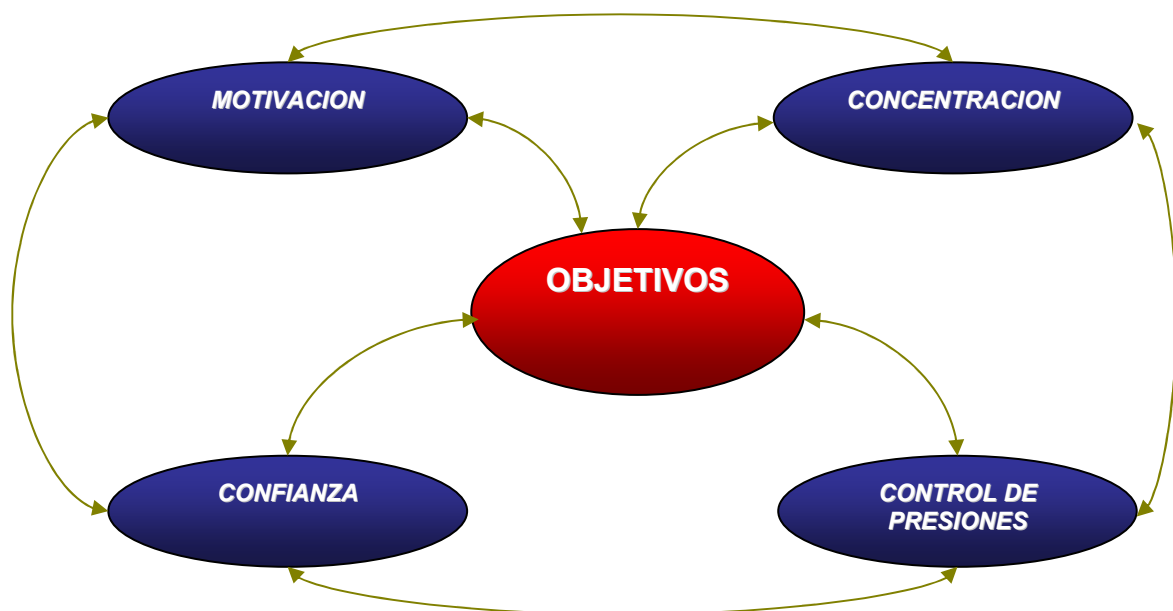 MOTIVACION
CONCENTRACION
OBJETIVOS
CONFIANZA
CONTROL DE
PRESIONES